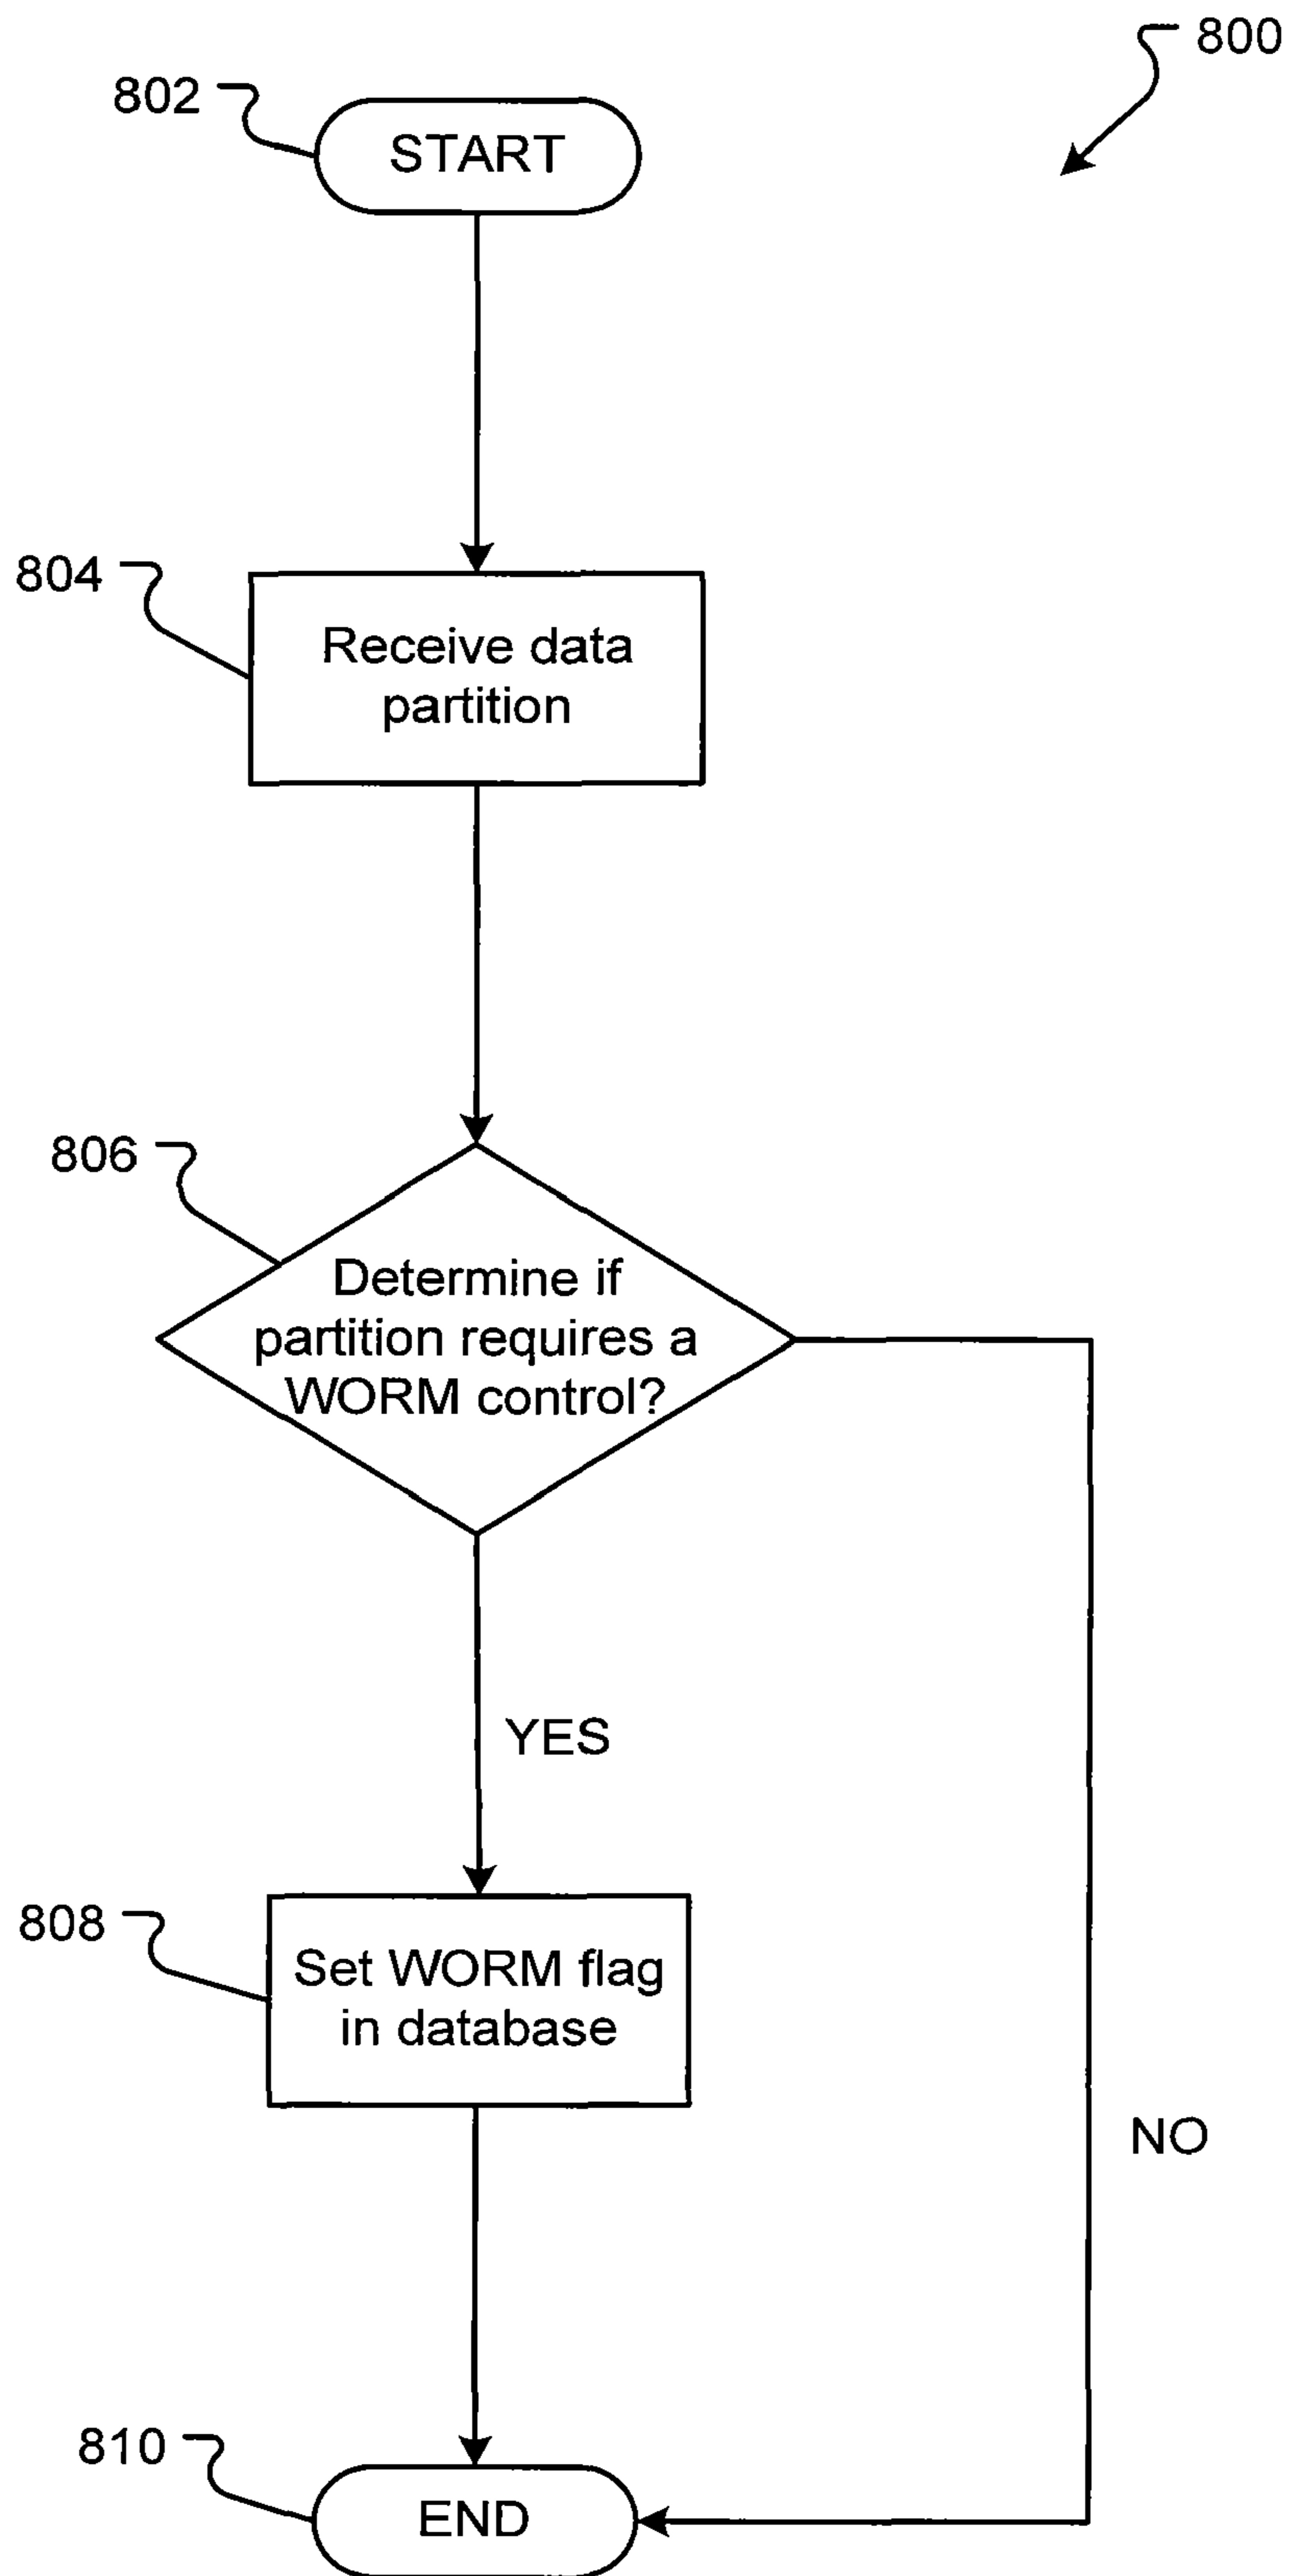 800
802
START
804
Receive data
partition
806
Determine if
partition requires a
WORM control?
YES
808
Set WORM flag
in database
NO
810
END